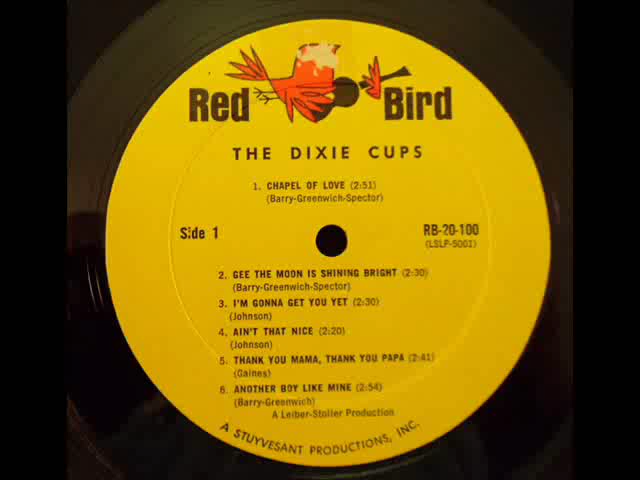 Red Bird
THE DIXIE CUPS
1. CHAPEL OF LOVE (2:51)
(Barry-Greenwich-Spector)
Side 1
RB-20-100
(LSLP-5001)
2. GEE THE MOON IS SHINING BRIGHT (2:30)
(Barry-Greenwich-Spector)
3. I'M GONNA GET YOU YET (2:30)
(Johnson)
4. AIN'T THAT NICE (2:20)
(Johnson)
5. THANK YOU MAMA, THANK YOU PAPA (2:41)
(Gaines)
6. ANOTHER BOY LIKE MINE (2:54)
(Barry-Greenwich)
A Leiber-Stoller Production
A STUYVESANT PRODUCTIONS, INC.